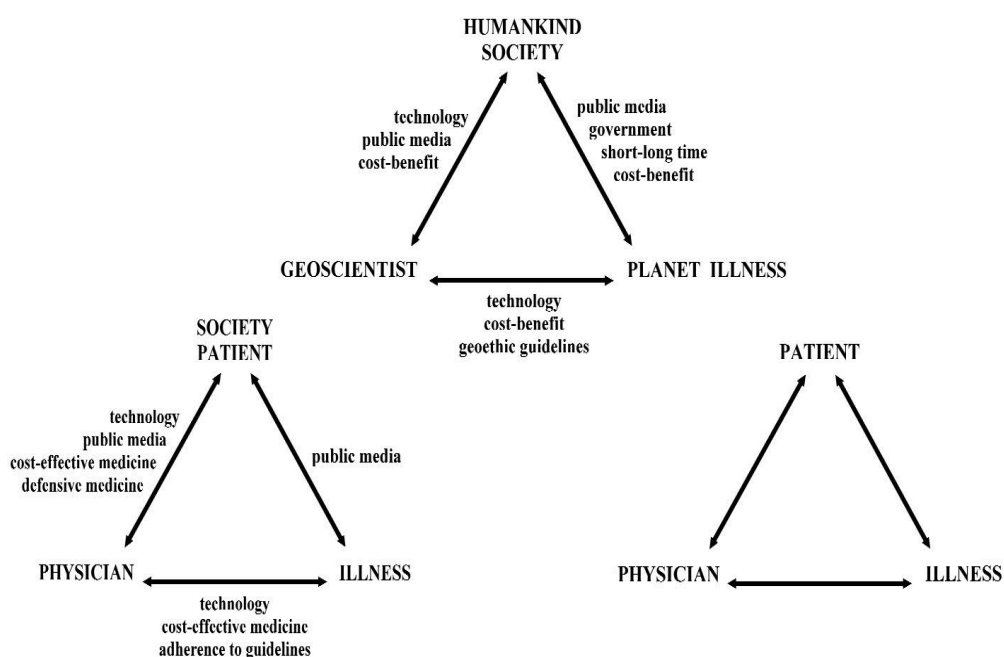 HUMANKIND
SOCIETY
technology
public media
cost-benefit
public media
government
short-long time
cost-benefit
GEOSCIENTIST
PLANET ILLNESS
technology
cost-benefit
geoethic guidelines
SOCIETY
PATIENT
technology
public media
cost-effective medicine
defensive medicine
public media
PHYSICIAN
ILLNESS
technology
cost-effective medicine
adherence to guidelines
PATIENT
PHYSICIAN
ILLNESS